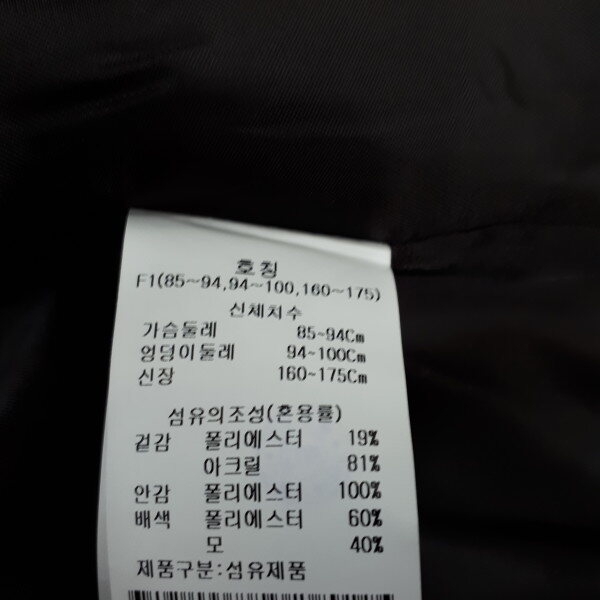 호칭
F1(85~94,94~100,160~175)
신체치수
가슴둘레 85~94Cm
엉덩이둘레 94~100Cm
신장 160~175Cm
섬유의조성(혼용률)
겉감 폴리에스터 19%
아크릴 81%
안감 폴리에스터 100%
배색 폴리에스터 60%
모 40%
제품구분:섬유제품